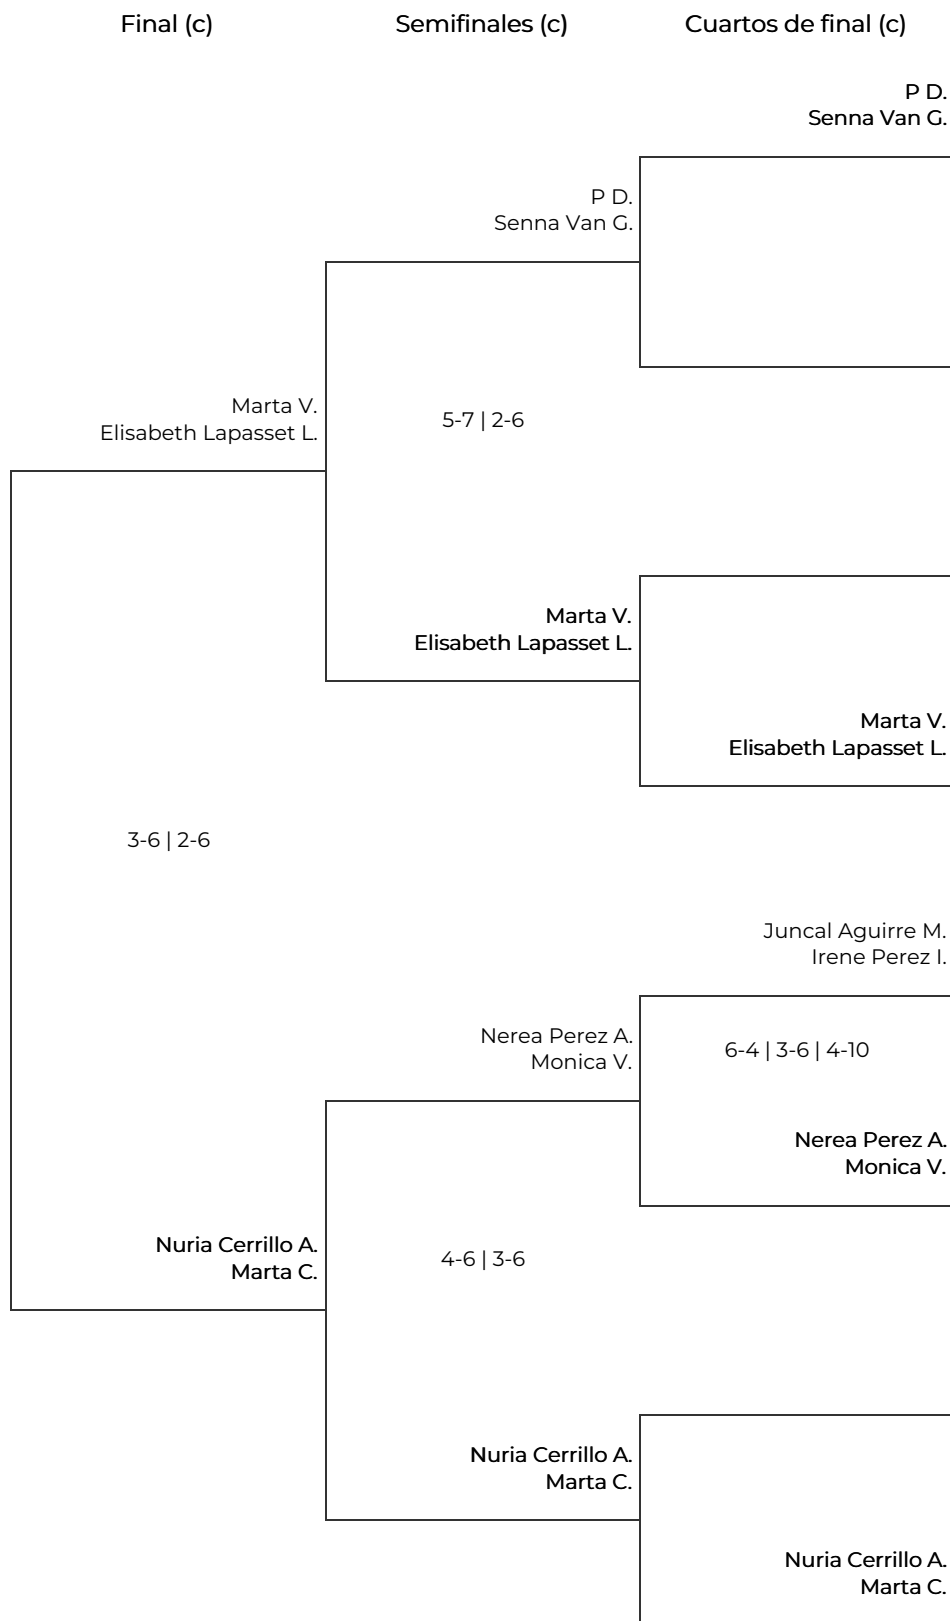 Final (c)
Semifinales (c)
Cuartos de final (c)
P D.
Senna Van G.
P D.
Senna Van G.
Marta V.
Elisabeth Lapasset L.
5-7 | 2-6
Marta V.
Elisabeth Lapasset L.
Marta V.
Elisabeth Lapasset L.
3-6 | 2-6
Juncal Aguirre M.
Irene Perez I.
Nerea Perez A.
Monica V.
6-4 | 3-6 | 4-10
Nerea Perez A.
Monica V.
Nuria Cerrillo A.
Marta C.
4-6 | 3-6
Nuria Cerrillo A.
Marta C.
Nuria Cerrillo A.
Marta C.